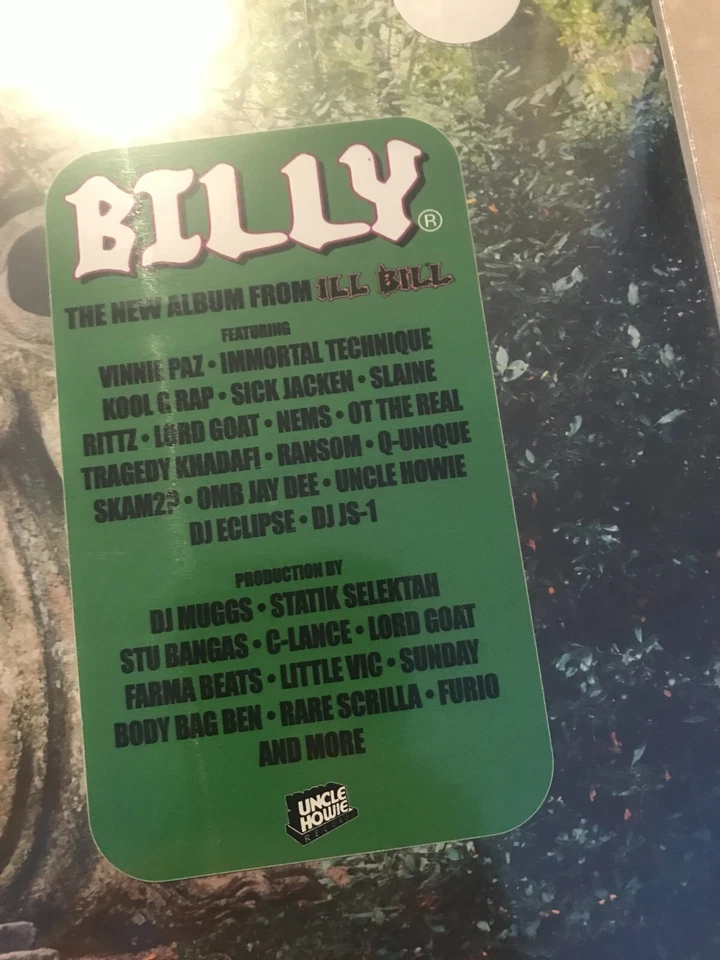 BILLY ®
THE NEW ALBUM FROM ILL BILL
FEATURING
VINNIE PAZ • IMMORTAL TECHNIQUE
KOOL G RAP • SICK JACKEN • SLAINE
RITTZ • LORD GOAT • NEMS • OT THE REAL
TRAGEDY KHADAFI • RANSOM • Q-UNIQUE
SKAM2? • OMB JAY DEE • UNCLE HOWIE
DJ ECLIPSE • DJ JS-1
PRODUCTION BY
DJ MUGGS • STATIK SELEKTAH
STU BANGAS • C-LANCE • LORD GOAT
FARMA BEATS • LITTLE VIC • SUNDAY
BODY BAG BEN • RARE SCRILLA • FURIO
AND MORE
UNCLE
HOWIE